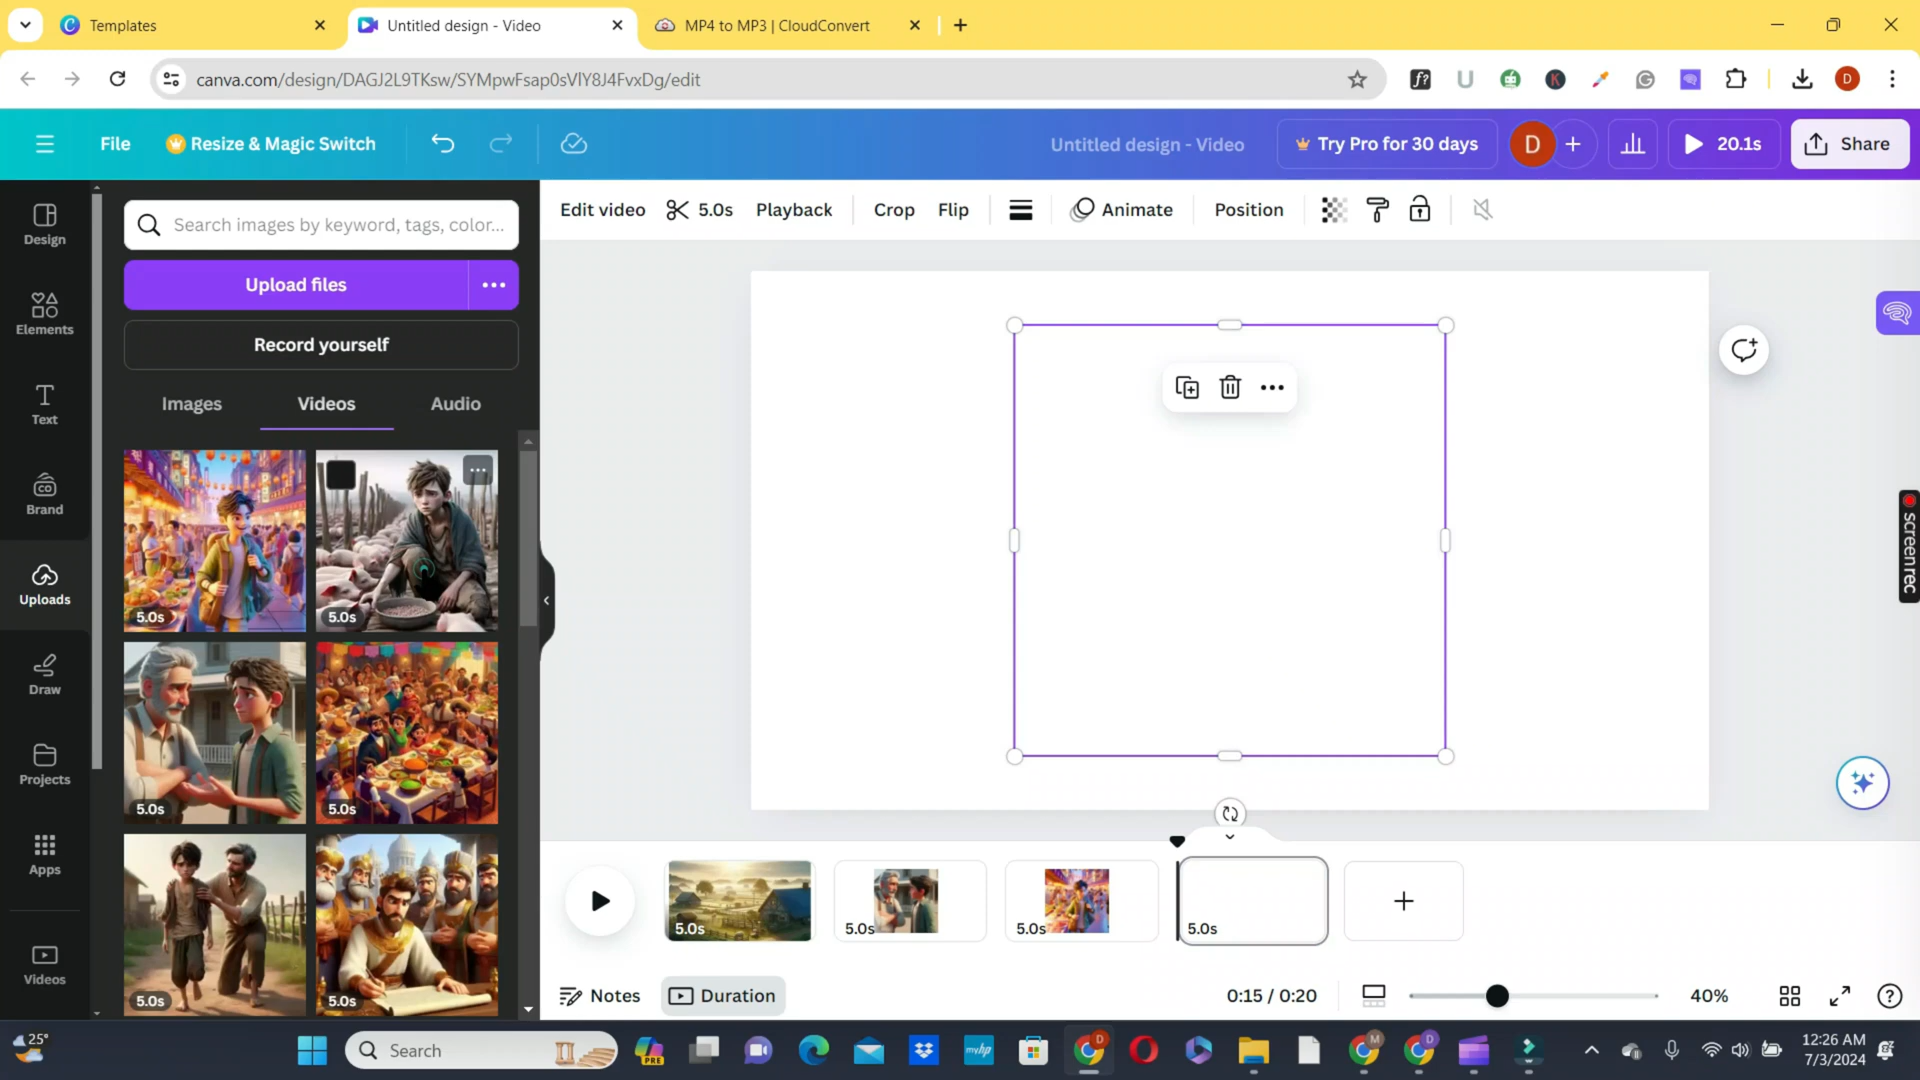 Templates
Untitled design - Video
MP4 to MP3 | CloudConvert
canva.com/design/DAGJ2L9TKsw/SYMpwFsap0sVlY8J4FvxDg/edit
D
File
Resize & Magic Switch
Untitled design - Video
Try Pro for 30 days
D
20.1s
Share
Design
Elements
Text
Brand
Uploads
Draw
Projects
Apps
Videos
Search images by keyword, tags, color...
Upload files
Record yourself
Images
Videos
Audio
5.0s
5.0s
5.0s
5.0s
5.0s
5.0s
Edit video
5.0s
Playback
Crop
Flip
Animate
Position
screenrec
5.0s
5.0s
5.0s
5.0s
Notes
Duration
0:15 / 0:20
40%
25°
Search
PRE
myhp
D
M
D
12:26 AM
7/3/2024